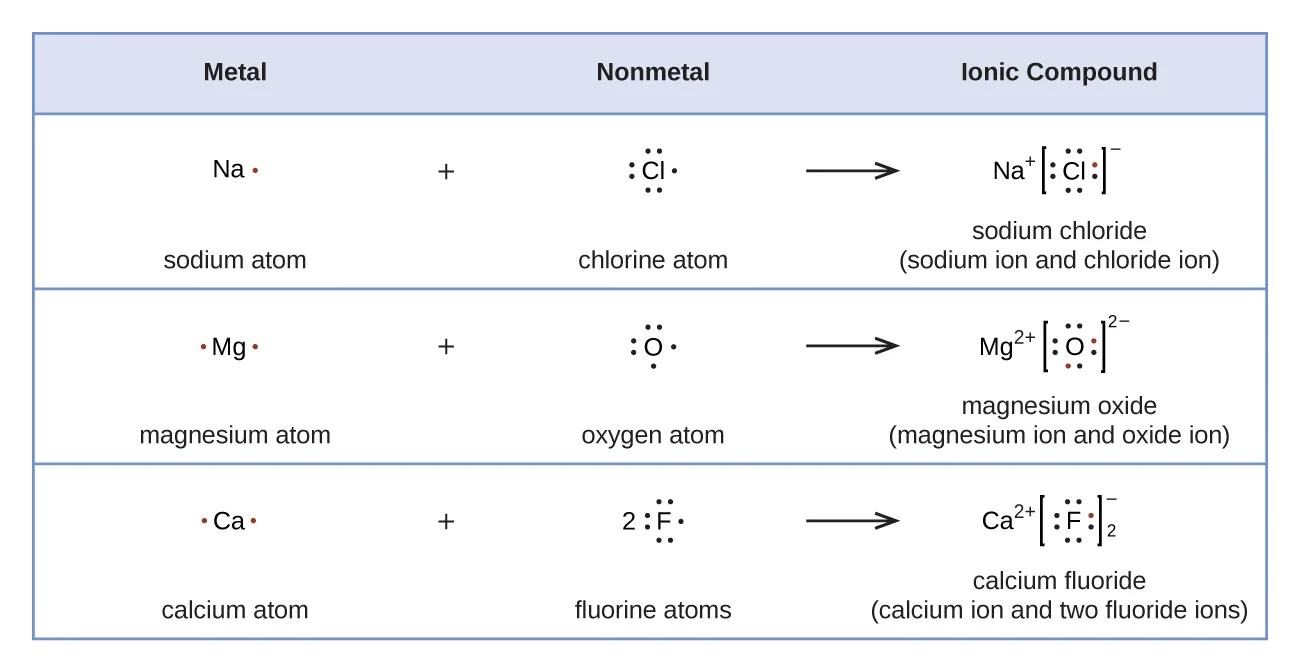 Metal Nonmetal Ionic Compound
Na· + :Cl· → Na⁺[:Cl:]⁻
sodium chloride
sodium atom chlorine atom (sodium ion and chloride ion)
·Mg· + :O· → Mg²⁺[:O:]²⁻
magnesium oxide
magnesium atom oxygen atom (magnesium ion and oxide ion)
·Ca· + 2 :F· → Ca²⁺[:F:]⁻₂
calcium fluoride
calcium atom fluorine atoms (calcium ion and two fluoride ions)